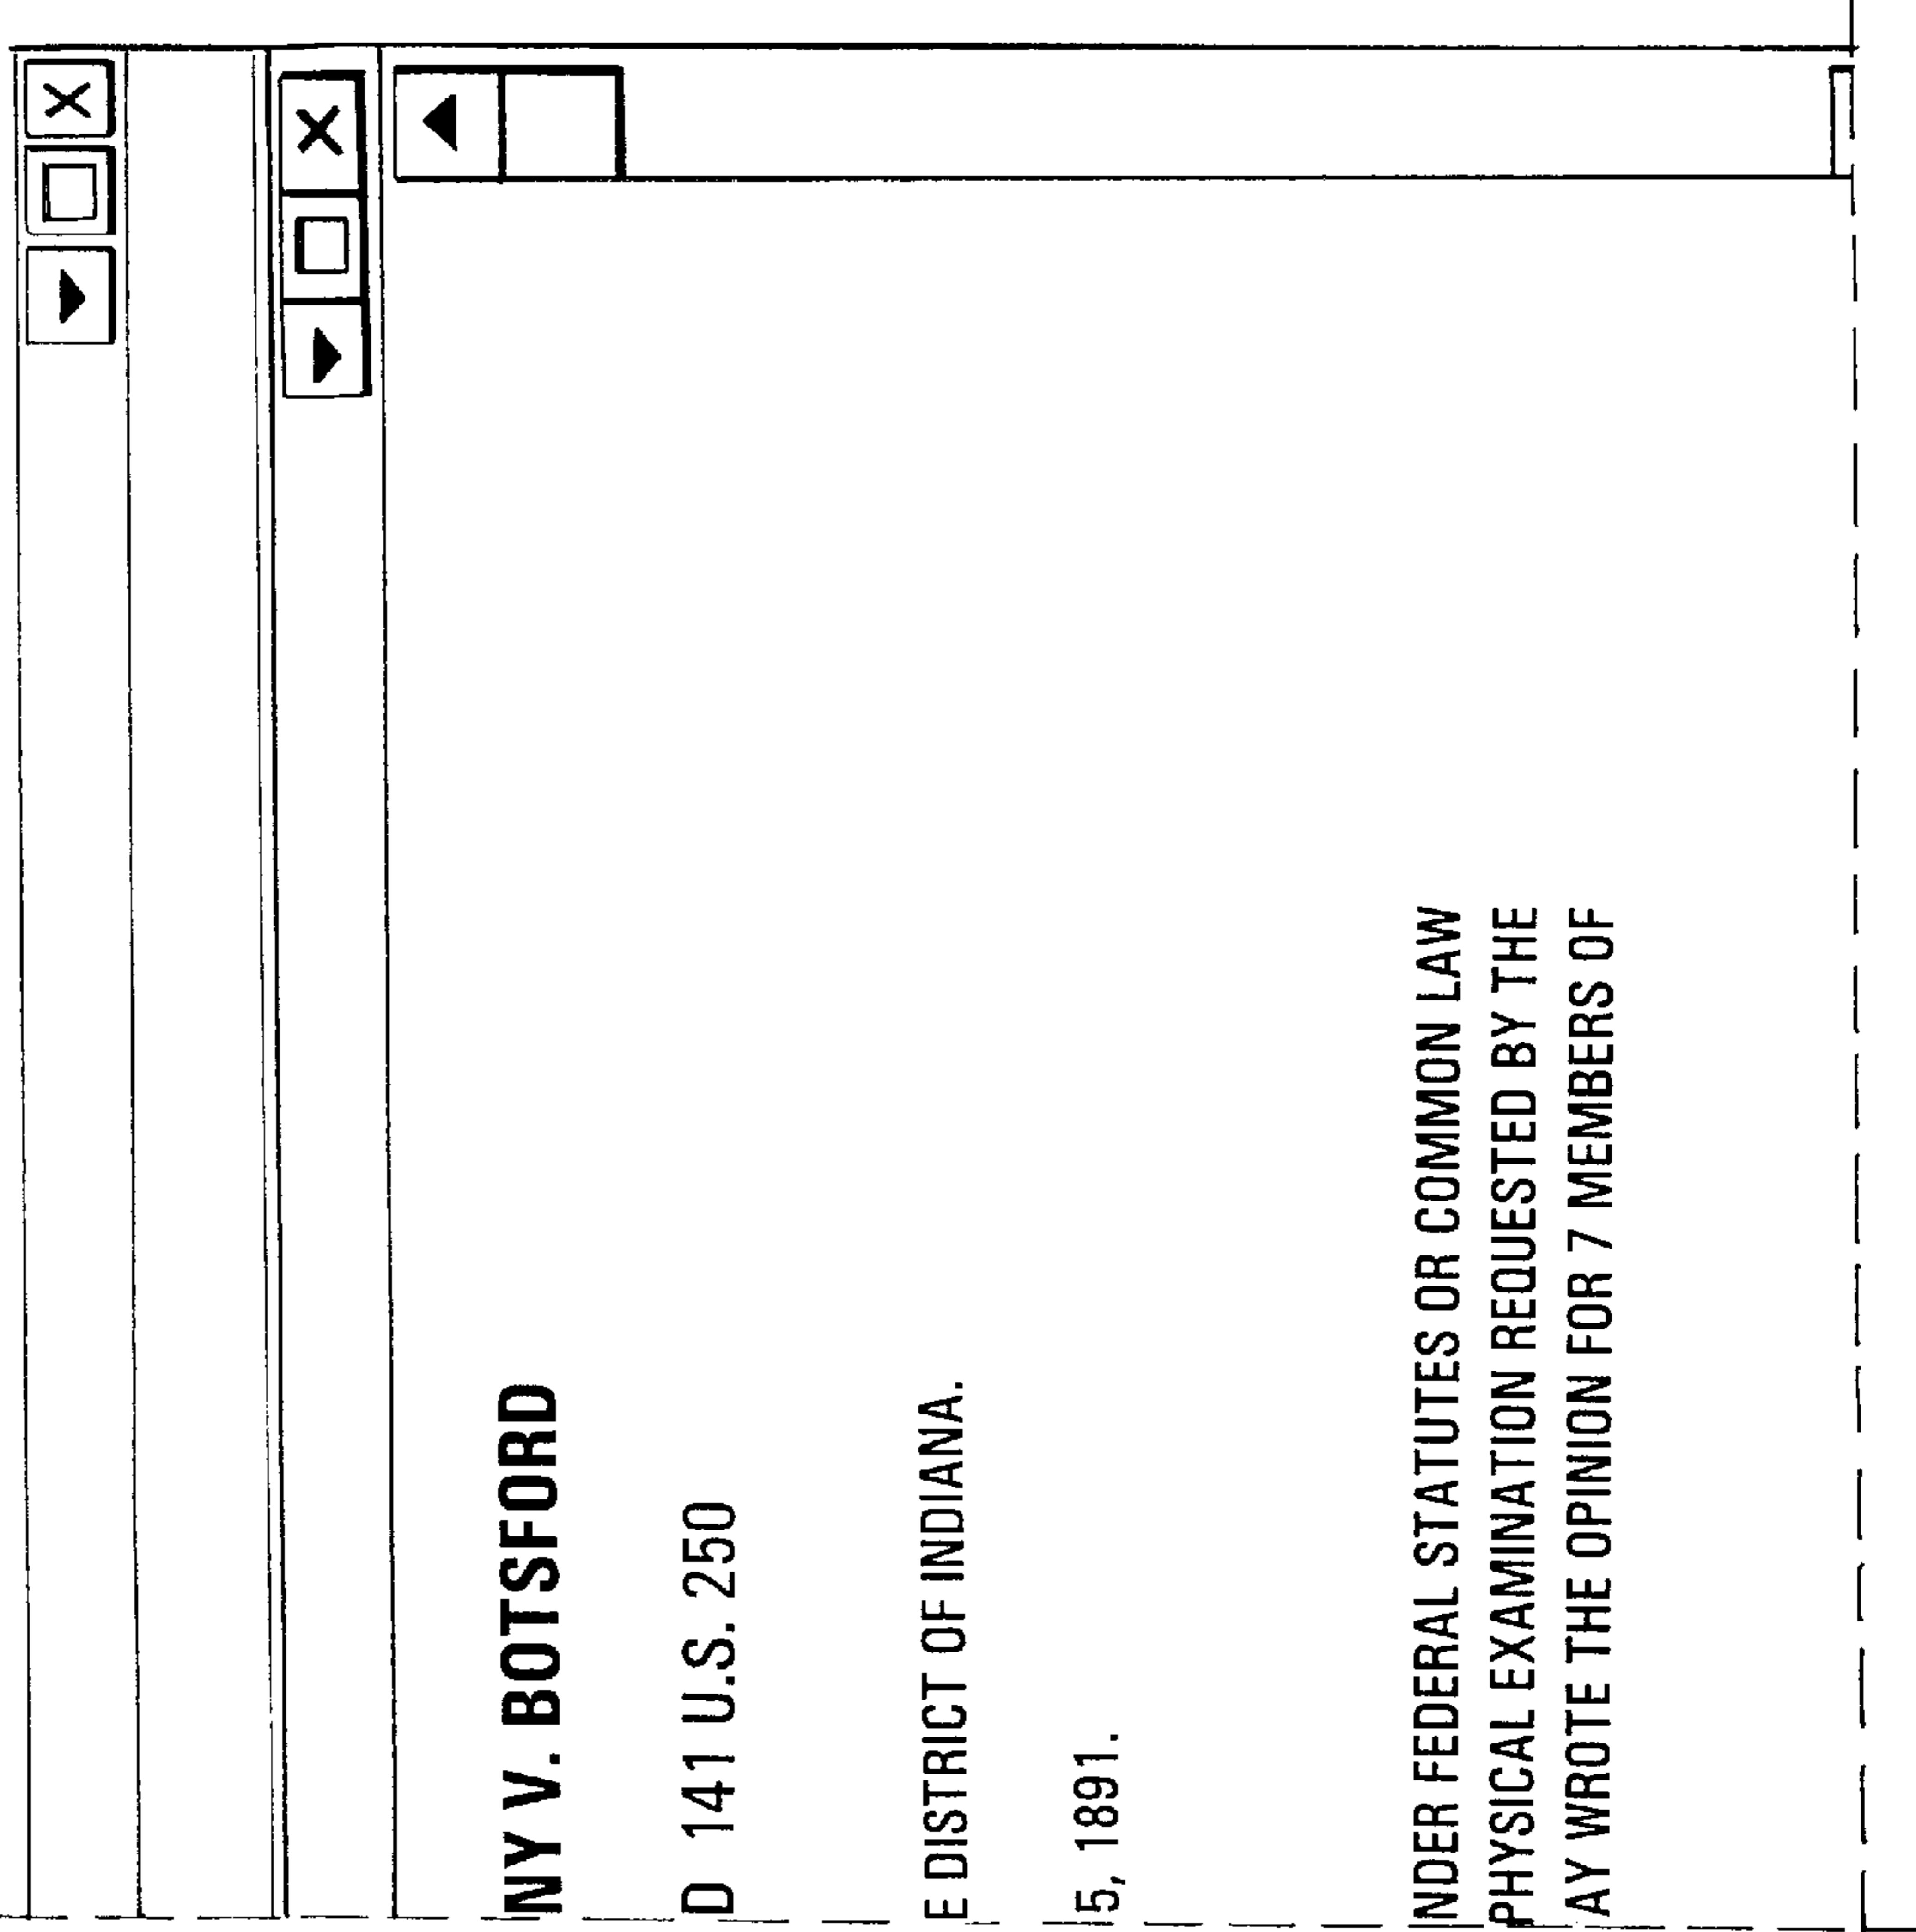 NY V. BOTSFORD
D 141 U.S. 250
E DISTRICT OF INDIANA.
5, 1891.
NDER FEDERAL STATUTES OR COMMON LAW
PHYSICAL EXAMINATION REQUESTED BY THE
AY WROTE THE OPINION FOR 7 MEMBERS OF